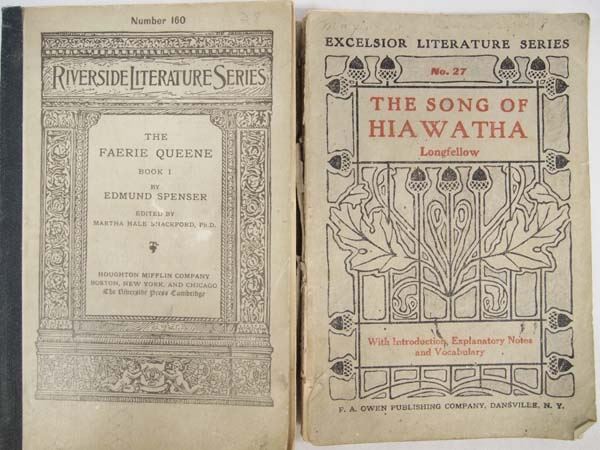 Number 160
RIVERSIDE LITERATURE SERIES
THE
FAERIE QUEENE
BOOK I
BY
EDMUND SPENSER
EDITED BY
MARTHA HALE SHACKFORD, PH.D.
HOUGHTON MIFFLIN COMPANY
BOSTON, NEW YORK, AND CHICAGO
The Riverside Press Cambridge
EXCELSIOR LITERATURE SERIES
No. 27
THE SONG OF
HIAWATHA
Longfellow
With Introduction, Explanatory Notes
and Vocabulary
F. A. OWEN PUBLISHING COMPANY, DANSVILLE, N. Y.